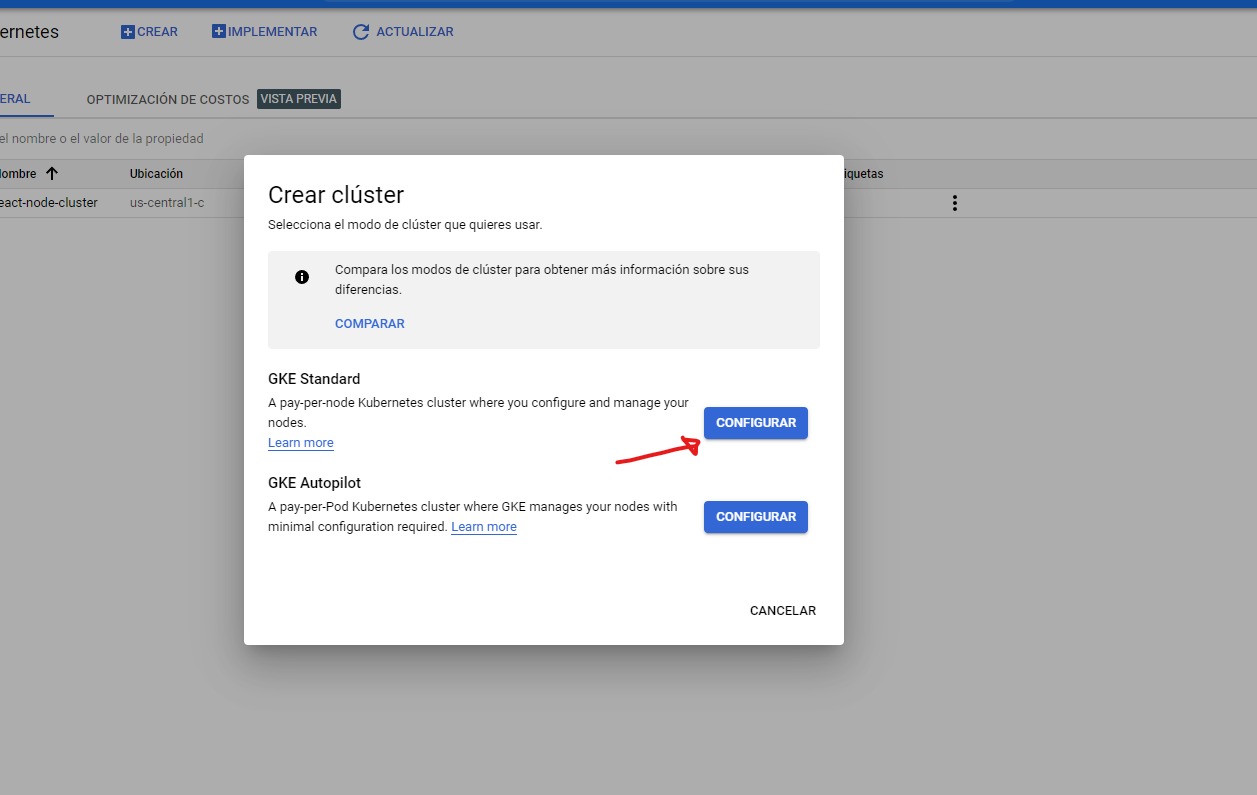 ernetes
CREAR
IMPLEMENTAR
ACTUALIZAR
ERAL
OPTIMIZACIÓN DE COSTOS
VISTA PREVIA
el nombre o el valor de la propiedad
ombre
Ubicación
iquetas
eact-node-cluster
us-central1-c
Crear clúster
Selecciona el modo de clúster que quieres usar.
Compara los modos de clúster para obtener más información sobre sus
diferencias.
COMPARAR
GKE Standard
A pay-per-node Kubernetes cluster where you configure and manage your
nodes.
Learn more
CONFIGURAR
GKE Autopilot
A pay-per-Pod Kubernetes cluster where GKE manages your nodes with
minimal configuration required. Learn more
CONFIGURAR
CANCELAR